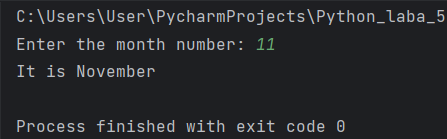 C:\Users\User\PycharmProjects\Python_laba_5
Enter the month number: 11
It is November
Process finished with exit code 0